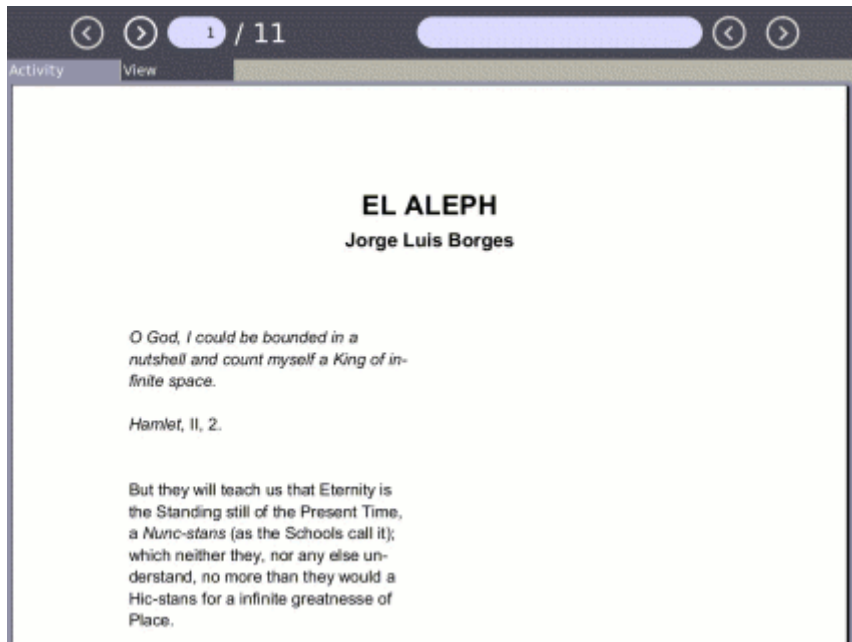 1 / 11
Activity View
EL ALEPH
Jorge Luis Borges
O God, I could be bounded in a
nutshell and count myself a King of in-
finite space.
Hamlet, II, 2.
But they will teach us that Eternity is
the Standing still of the Present Time,
a Nunc-stans (as the Schools call it);
which neither they, nor any else un-
derstand, no more than they would a
Hic-stans for a infinite greatnesse of
Place.